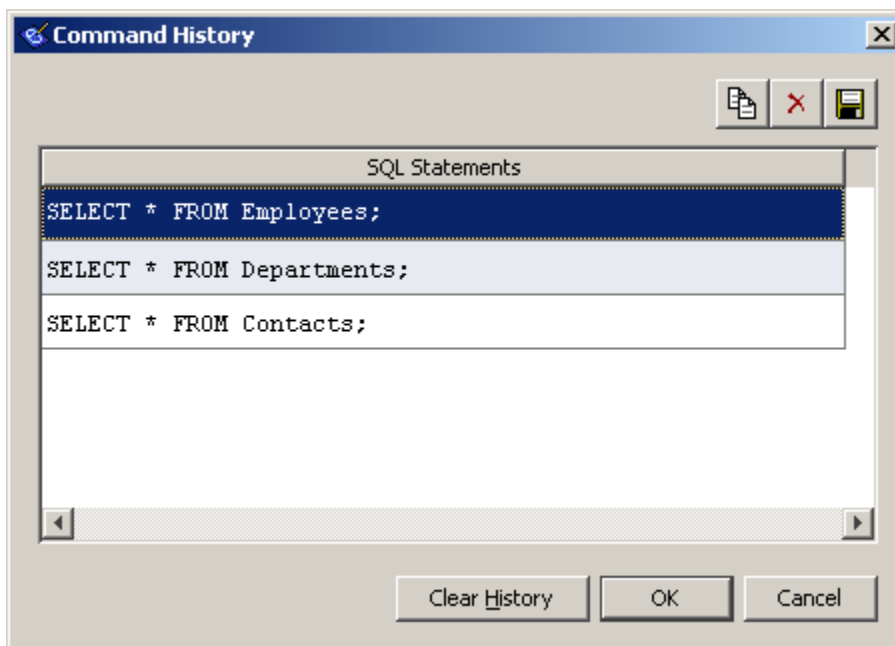 Command History
SQL Statements
SELECT * FROM Employees;
SELECT * FROM Departments;
SELECT * FROM Contacts;
Clear History OK Cancel